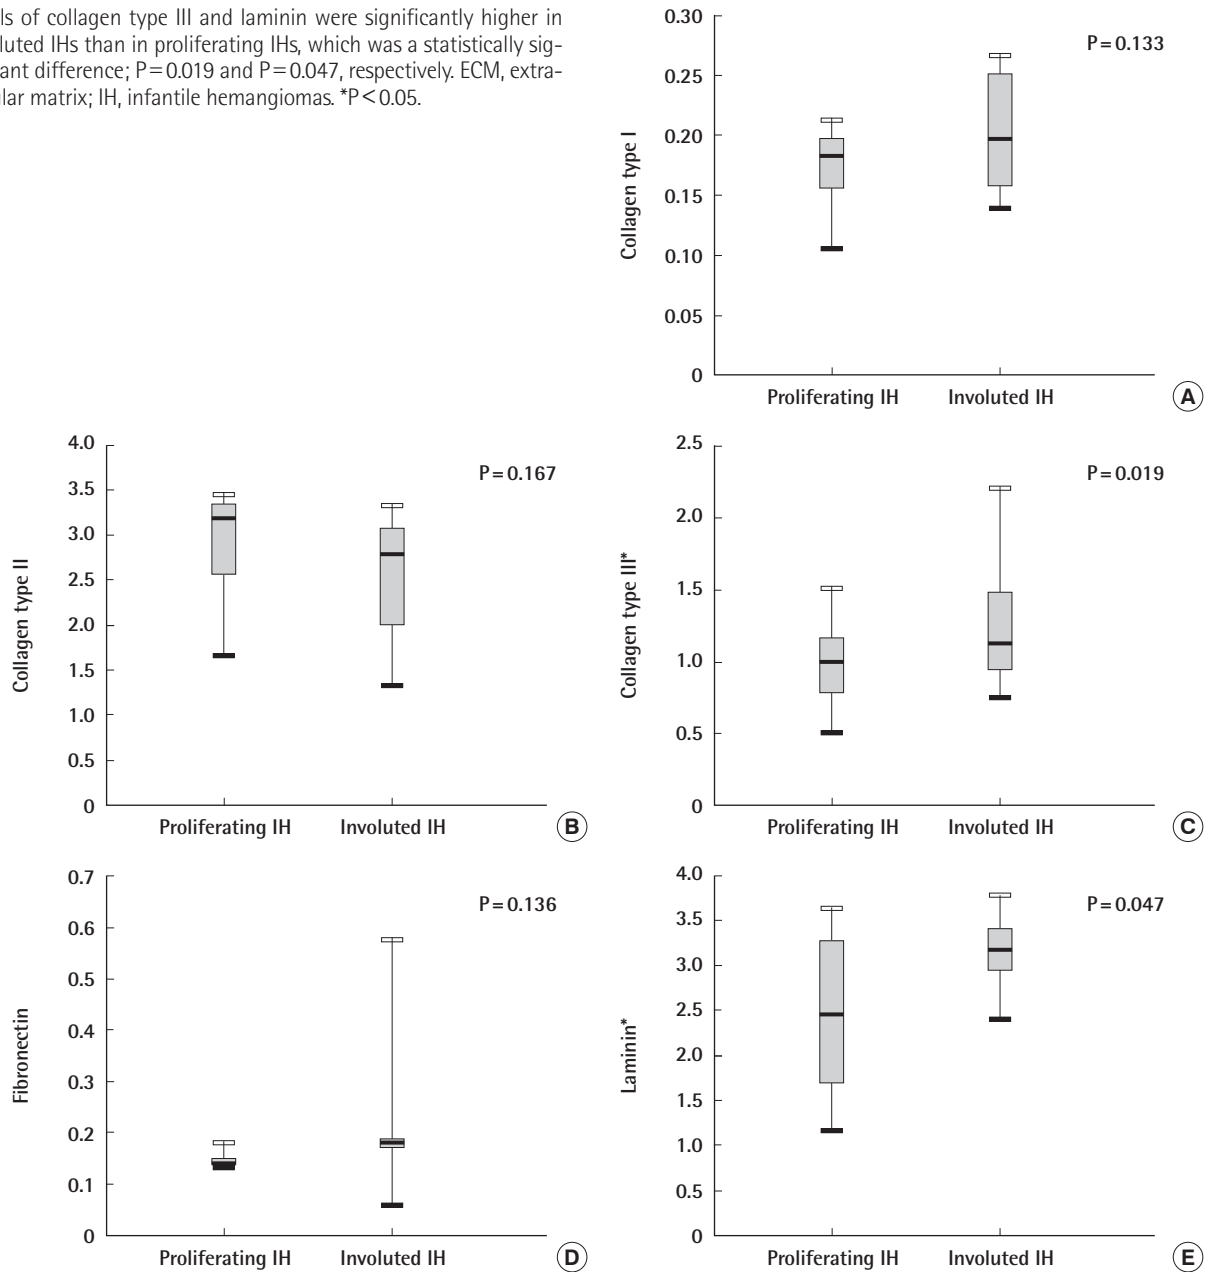 ls of collagen type III and laminin were significantly higher in
luted IHs than in proliferating IHs, which was a statistically sig-
ant difference; P=0.019 and P=0.047, respectively. ECM, extra-
lar matrix; IH, infantile hemangiomas. *P<0.05.
0.30
0.25
0.20
0.15
0.10
0.05
0
Collagen type I
P=0.133
Proliferating IH
Involuted IH
A
4.0
3.5
3.0
2.5
2.0
1.5
1.0
0.5
0
Collagen type II
P=0.167
Proliferating IH
Involuted IH
B
2.5
2.0
1.5
1.0
0.5
0
Collagen type III*
P=0.019
Proliferating IH
Involuted IH
C
0.7
0.6
0.5
0.4
0.3
0.2
0.1
0
Fibronectin
P=0.136
Proliferating IH
Involuted IH
D
4.0
3.5
3.0
2.5
2.0
1.5
1.0
0.5
0
Laminin*
P=0.047
Proliferating IH
Involuted IH
E